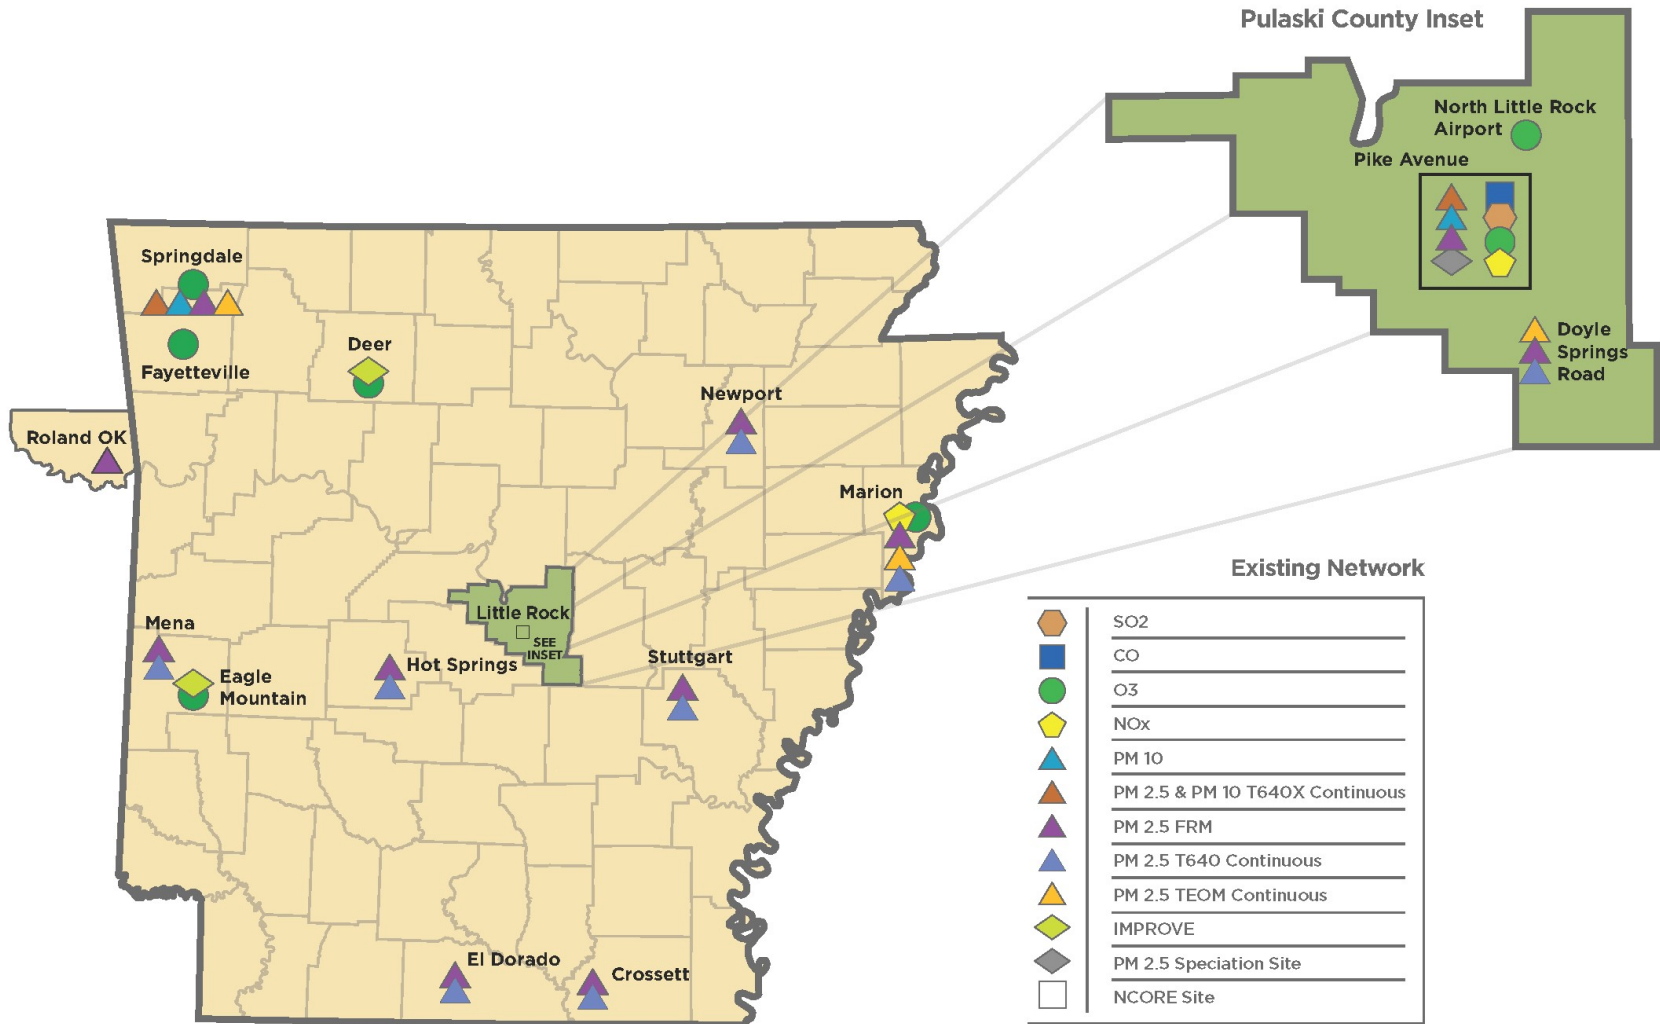 Pulaski County Inset
North Little Rock
Airport
Pike Avenue
Doyle
Springs
Road
Springdale
Fayetteville
Deer
Newport
Roland OK
Marion
Little Rock
SEE
INSET
Mena
Eagle
Mountain
Hot Springs
Stuttgart
El Dorado
Crossett
Existing Network
SO2
CO
O3
NOx
PM 10
PM 2.5 & PM 10 T640X Continuous
PM 2.5 FRM
PM 2.5 T640 Continuous
PM 2.5 TEOM Continuous
IMPROVE
PM 2.5 Speciation Site
NCORE Site